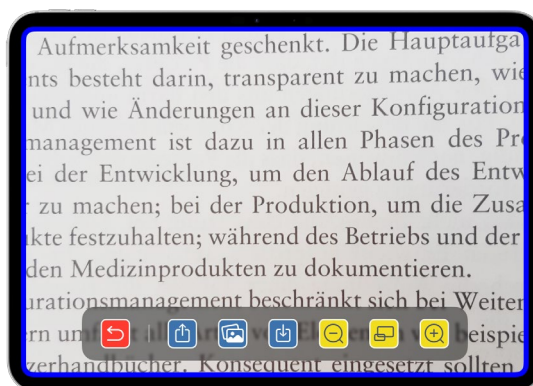 Aufmerksamkeit geschenkt. Die Hauptaufga
nts besteht darin, transparent zu machen, wie
und wie Änderungen an dieser Konfiguration
management ist dazu in allen Phasen des Pr
ei der Entwicklung, um den Ablauf des Entw
zu machen; bei der Produktion, um die Zusa
kte festzuhalten; während des Betriebs und der
den Medizinprodukten zu dokumentieren.
urationsmanagement beschränkt sich bei Weiter
beispie
zerhandbücher. Konsequent eingesetzt sollten